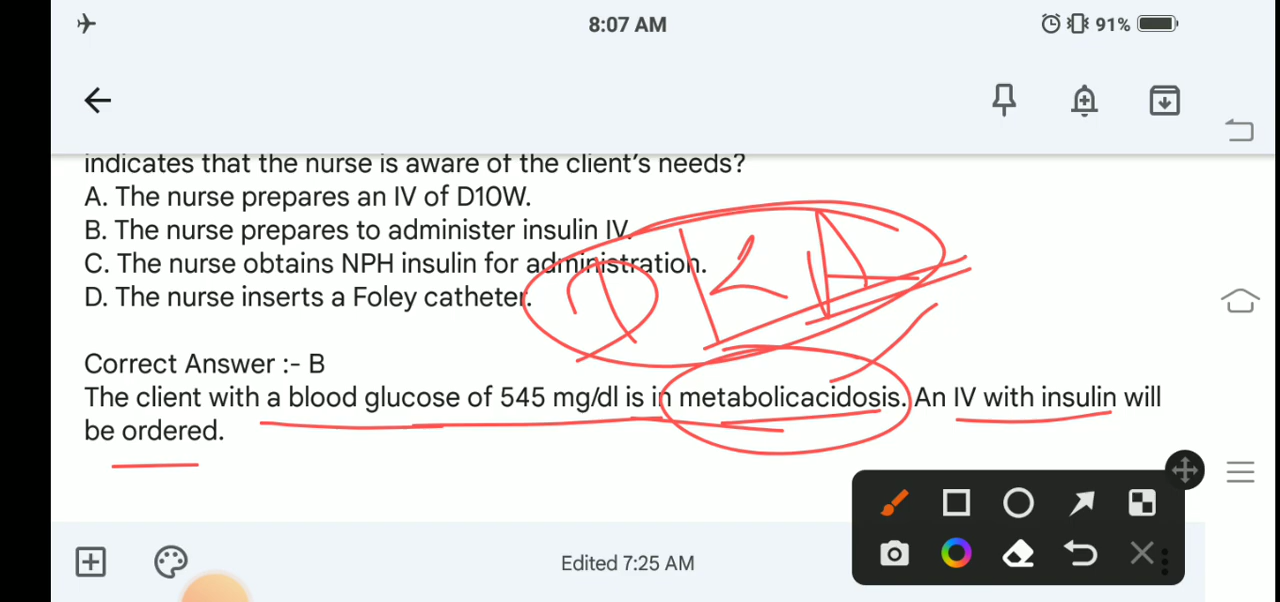 8:07 AM
91%
indicates that the nurse is aware of the client's needs?
A. The nurse prepares an IV of D10W.
B. The nurse prepares to administer insulin IV.
C. The nurse obtains NPH insulin for administration.
D. The nurse inserts a Foley catheter.
DKA
Correct Answer :- B
The client with a blood glucose of 545 mg/dl is in metabolicacidosis. An IV with insulin will
be ordered.
Edited 7:25 AM